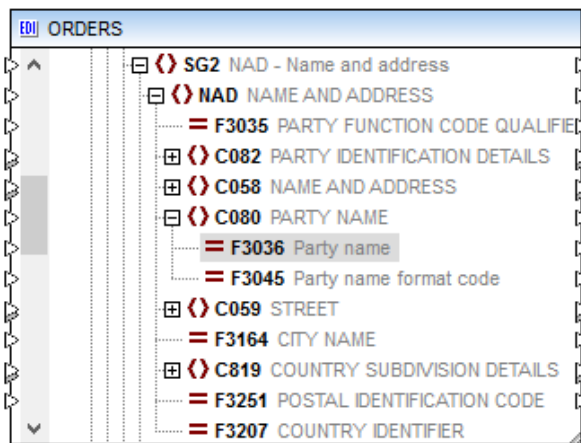 EDI ORDERS
SG2 NAD - Name and address
NAD NAME AND ADDRESS
F3035 PARTY FUNCTION CODE QUALIFIE
C082 PARTY IDENTIFICATION DETAILS
C058 NAME AND ADDRESS
C080 PARTY NAME
F3036 Party name
F3045 Party name format code
C059 STREET
F3164 CITY NAME
C819 COUNTRY SUBDIVISION DETAILS
F3251 POSTAL IDENTIFICATION CODE
F3207 COUNTRY IDENTIFIER